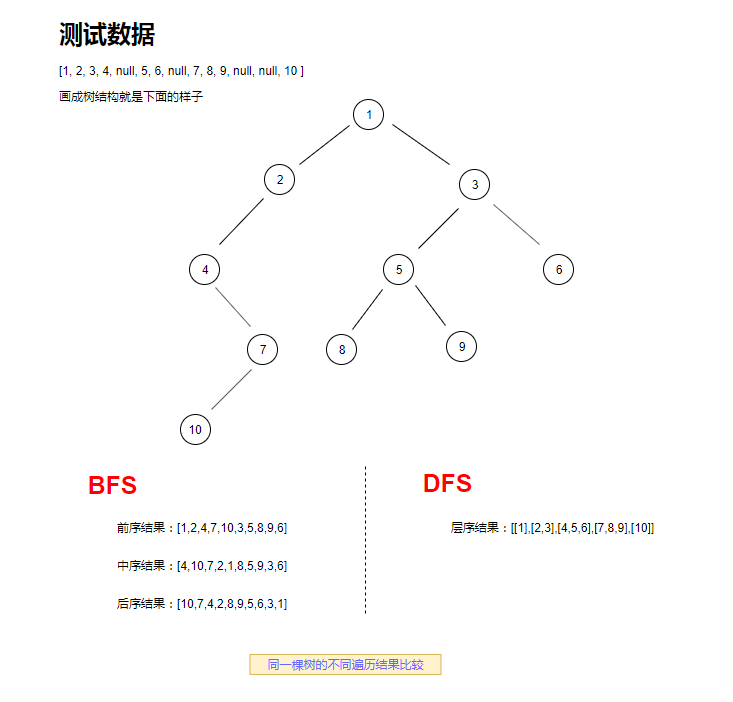 测试数据
[1, 2, 3, 4, null, 5, 6, null, 7, 8, 9, null, null, 10 ]
画成树结构就是下面的样子
1
2
3
4
5
6
7
8
9
10
BFS
DFS
前序结果：[1,2,4,7,10,3,5,8,9,6]
层序结果：[[1],[2,3],[4,5,6],[7,8,9],[10]]
中序结果：[4,10,7,2,1,8,5,9,3,6]
后序结果：[10,7,4,2,8,9,5,6,3,1]
同一棵树的不同遍历结果比较